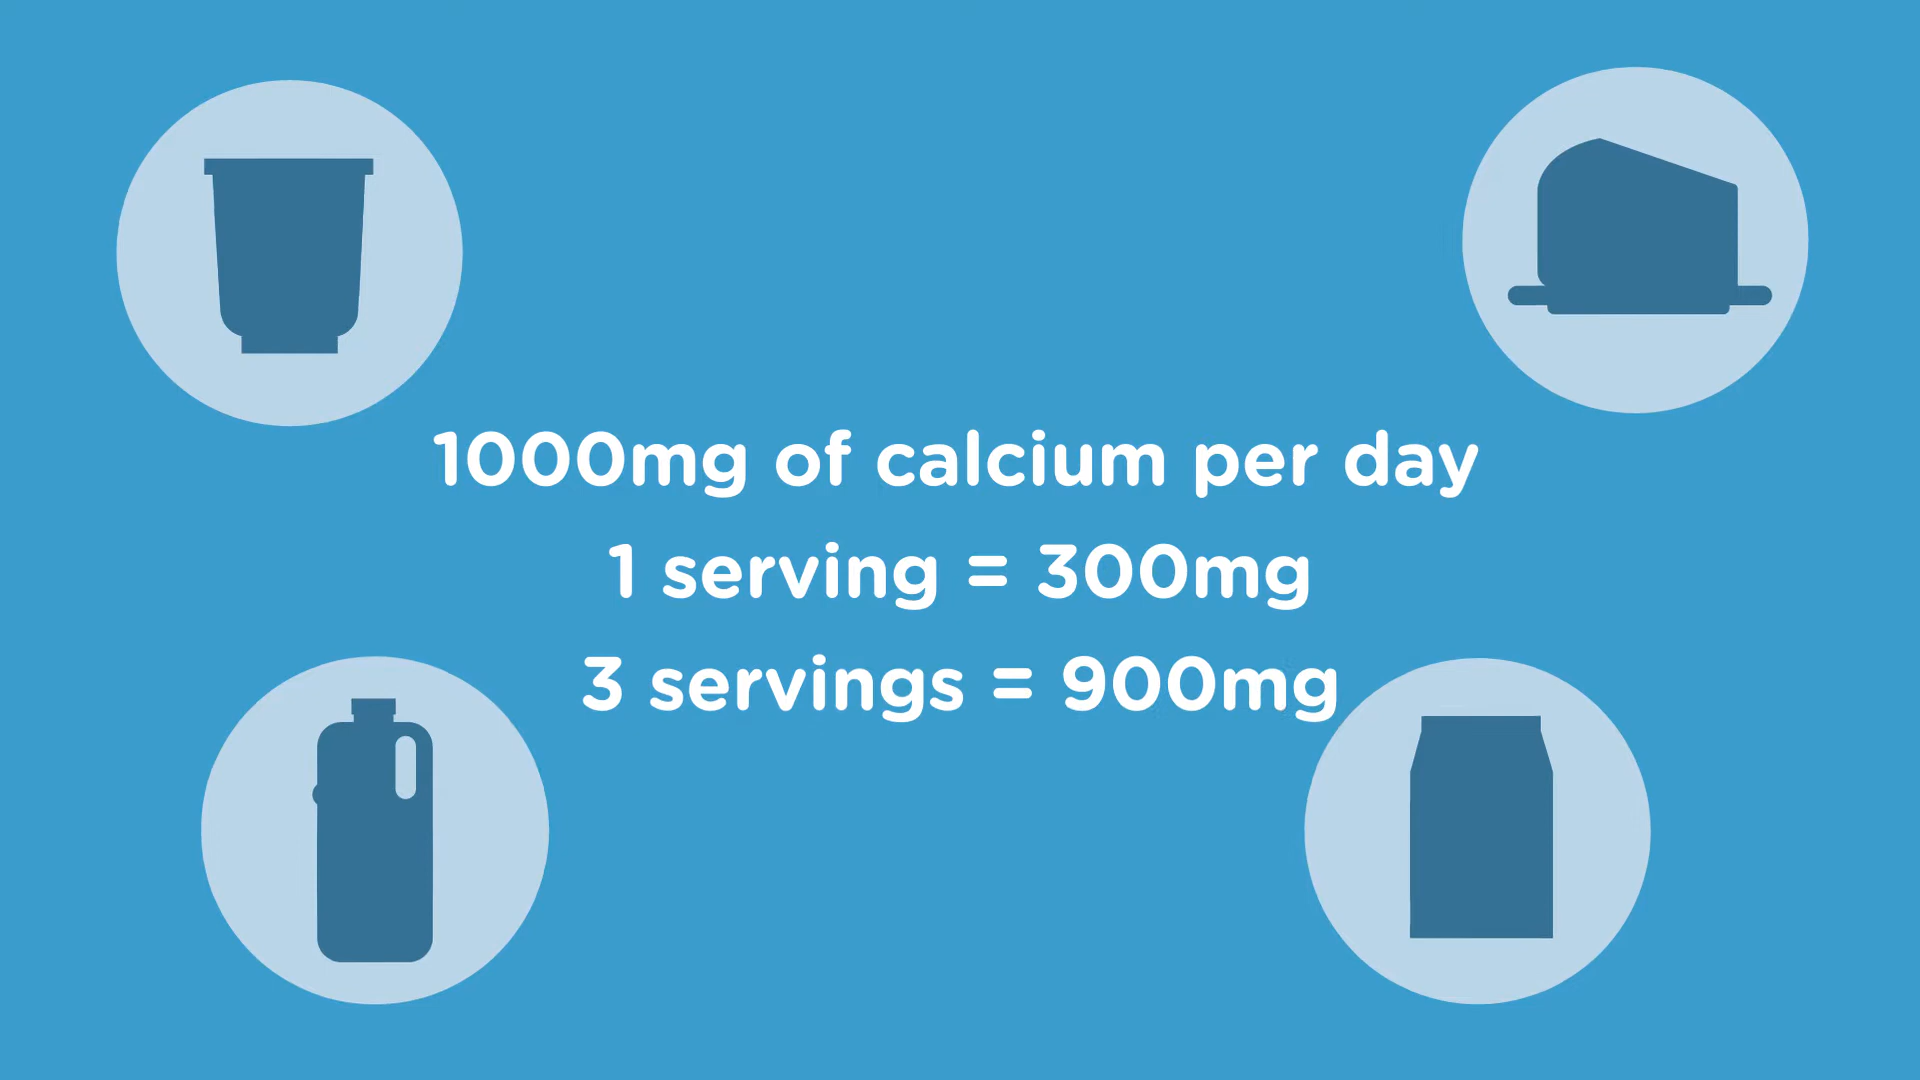 1000mg of calcium per day
1 serving = 300mg
3 servings = 900mg